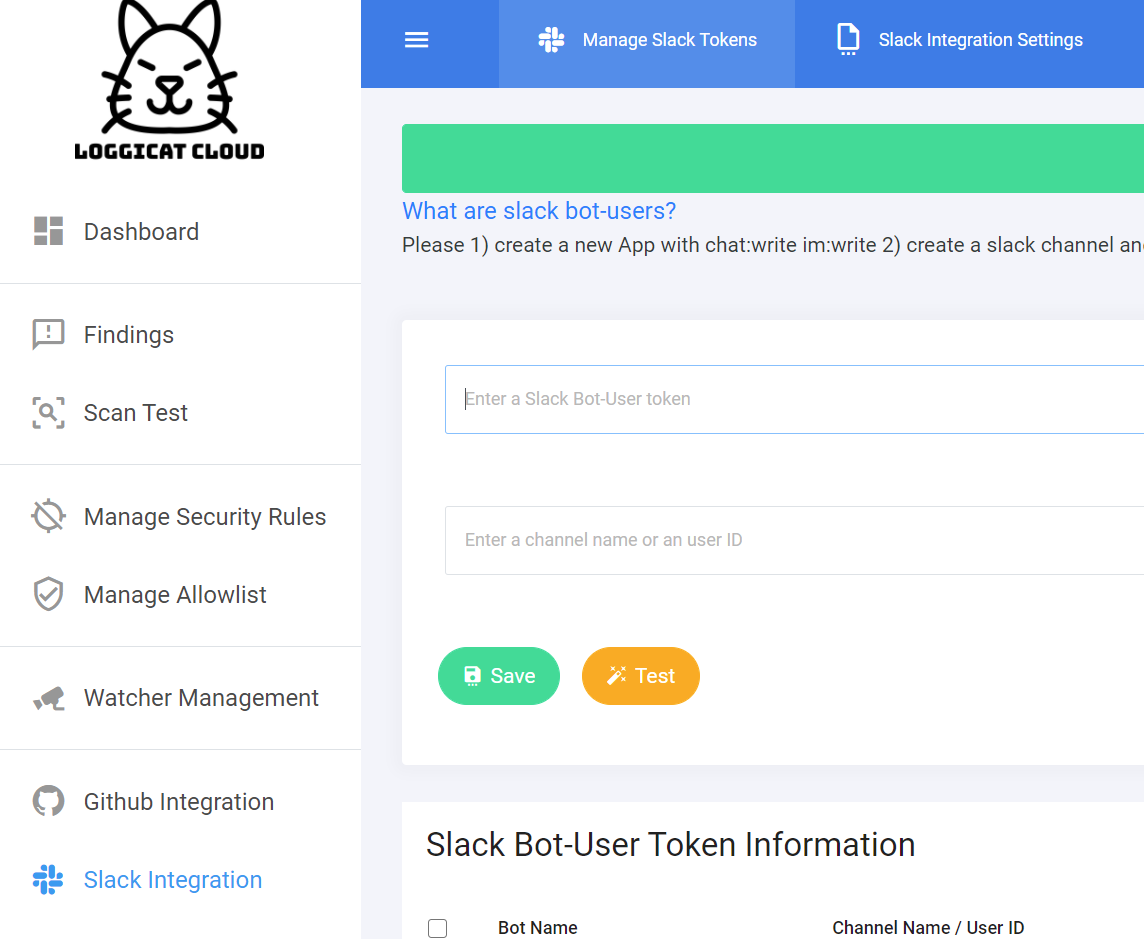 LOGGICAT CLOUD
Dashboard
Findings
Scan Test
Manage Security Rules
Manage Allowlist
Watcher Management
Github Integration
Slack Integration
Manage Slack Tokens
Slack Integration Settings
What are slack bot-users?
Please 1) create a new App with chat:write im:write 2) create a slack channel an
Enter a Slack Bot-User token
Enter a channel name or an user ID
Save
Test
Slack Bot-User Token Information
Bot Name
Channel Name / User ID